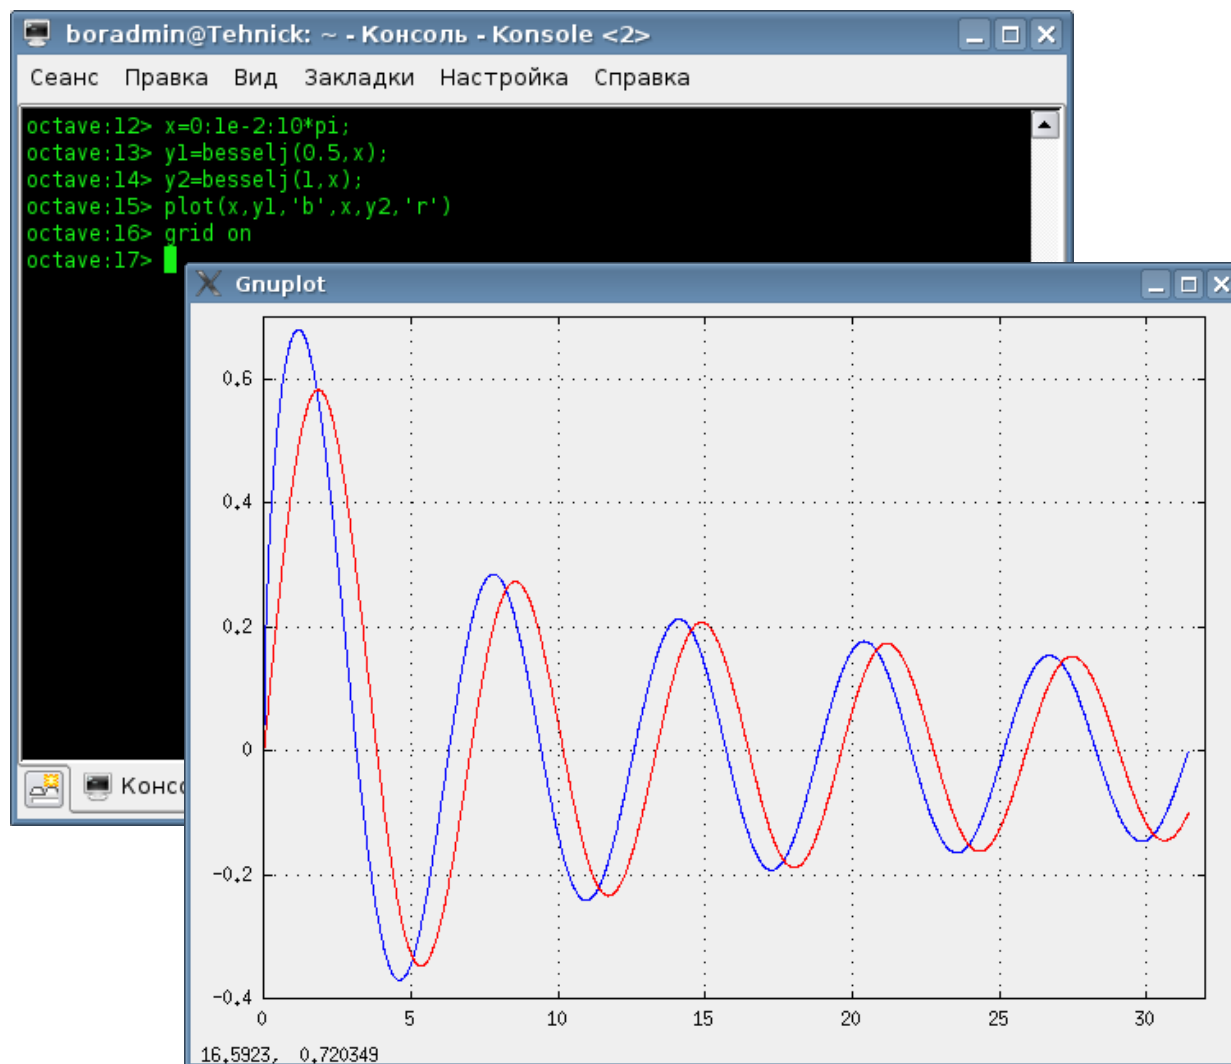 boradmin@Tehnick: ~ - Консоль - Konsole <2>
Сеанс Правка Вид Закладки Настройка Справка
octave:12> x=0:1e-2:10*pi;
octave:13> y1=besselj(0.5,x);
octave:14> y2=besselj(1,x);
octave:15> plot(x,y1,'b',x,y2,'r')
octave:16> grid on
octave:17>
Gnuplot
0.6
0.4
0.2
0
-0.2
-0.4
0 5 10 15 20 25 30
16.5923, 0.720349